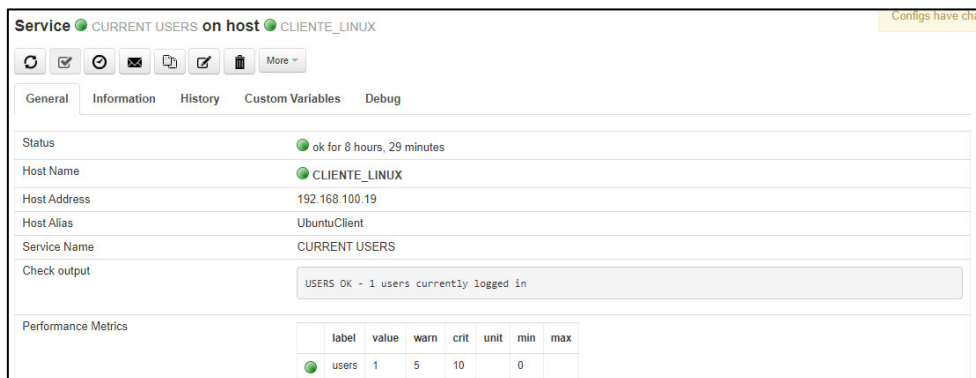 Service CURRENT USERS on host CLIENTE_LINUX
Configs have cha
More
General Information History Custom Variables Debug
Status ok for 8 hours, 29 minutes
Host Name CLIENTE_LINUX
Host Address 192.168.100.19
Host Alias UbuntuClient
Service Name CURRENT USERS
Check output USERS OK - 1 users currently logged in
Performance Metrics
label value warn crit unit min max
users 1 5 10 0